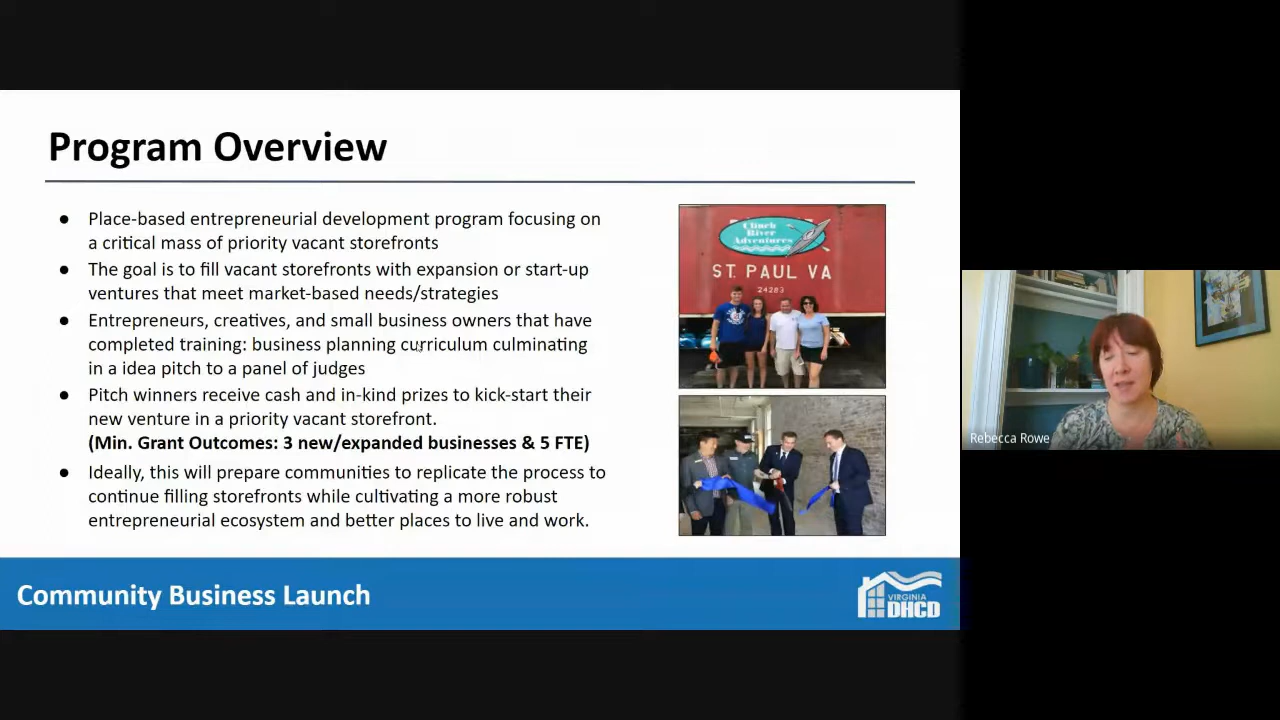 Program Overview
● Place-based entrepreneurial development program focusing on
a critical mass of priority vacant storefronts
● The goal is to fill vacant storefronts with expansion or start-up
ventures that meet market-based needs/strategies
● Entrepreneurs, creatives, and small business owners that have
completed training: business planning curriculum culminating
in a idea pitch to a panel of judges
● Pitch winners receive cash and in-kind prizes to kick-start their
new venture in a priority vacant storefront.
(Min. Grant Outcomes: 3 new/expanded businesses & 5 FTE)
● Ideally, this will prepare communities to replicate the process to
continue filling storefronts while cultivating a more robust
entrepreneurial ecosystem and better places to live and work.
Clinch
River
Adventures
ST. PAUL VA
24283
Community Business Launch
VIRGINIA
DHCD
Rebecca Rowe